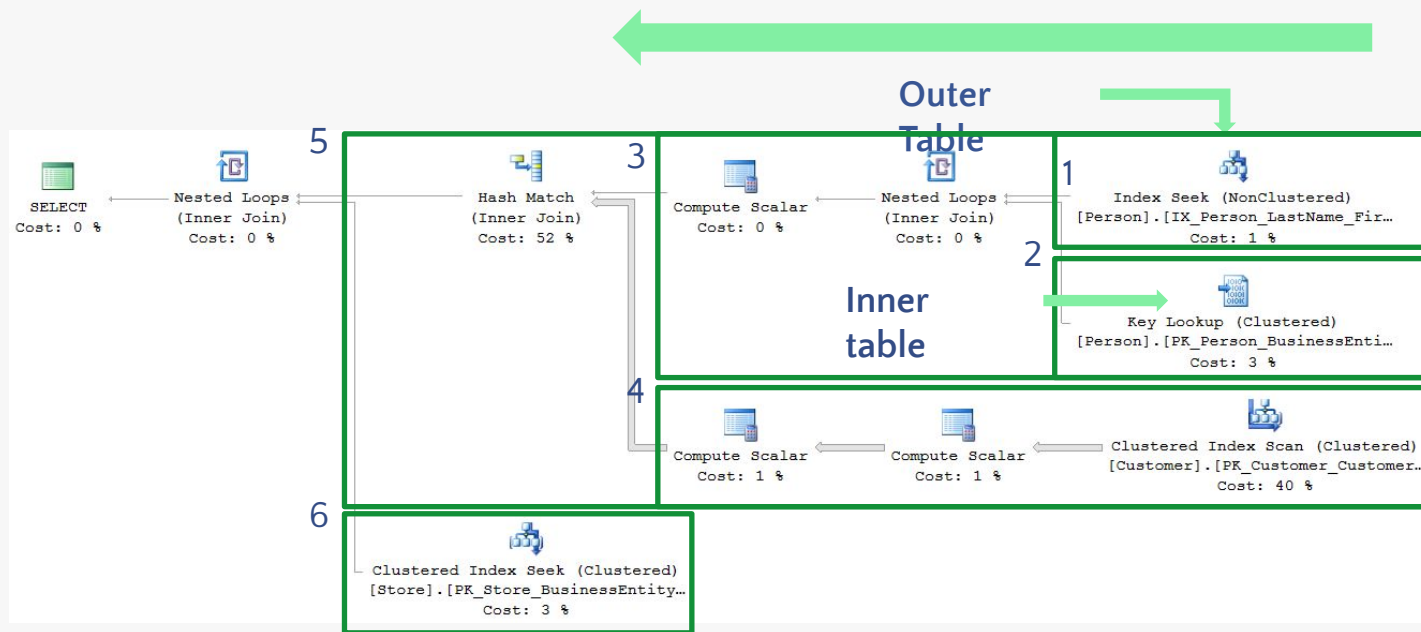 Outer
Table
5
3
1
SELECT
Cost: 0 %
Nested Loops
(Inner Join)
Cost: 0 %
Hash Match
(Inner Join)
Cost: 52 %
Compute Scalar
Cost: 0 %
Nested Loops
(Inner Join)
Cost: 0 %
Index Seek (NonClustered)
[Person].[IX_Person_LastName_Fir…
Cost: 1 %
2
Inner
table
Key Lookup (Clustered)
[Person].[PK_Person_BusinessEnti…
Cost: 3 %
4
Compute Scalar
Cost: 1 %
Compute Scalar
Cost: 1 %
Clustered Index Scan (Clustered)
[Customer].[PK_Customer_Customer…
Cost: 40 %
6
Clustered Index Seek (Clustered)
[Store].[PK_Store_BusinessEntity…
Cost: 3 %